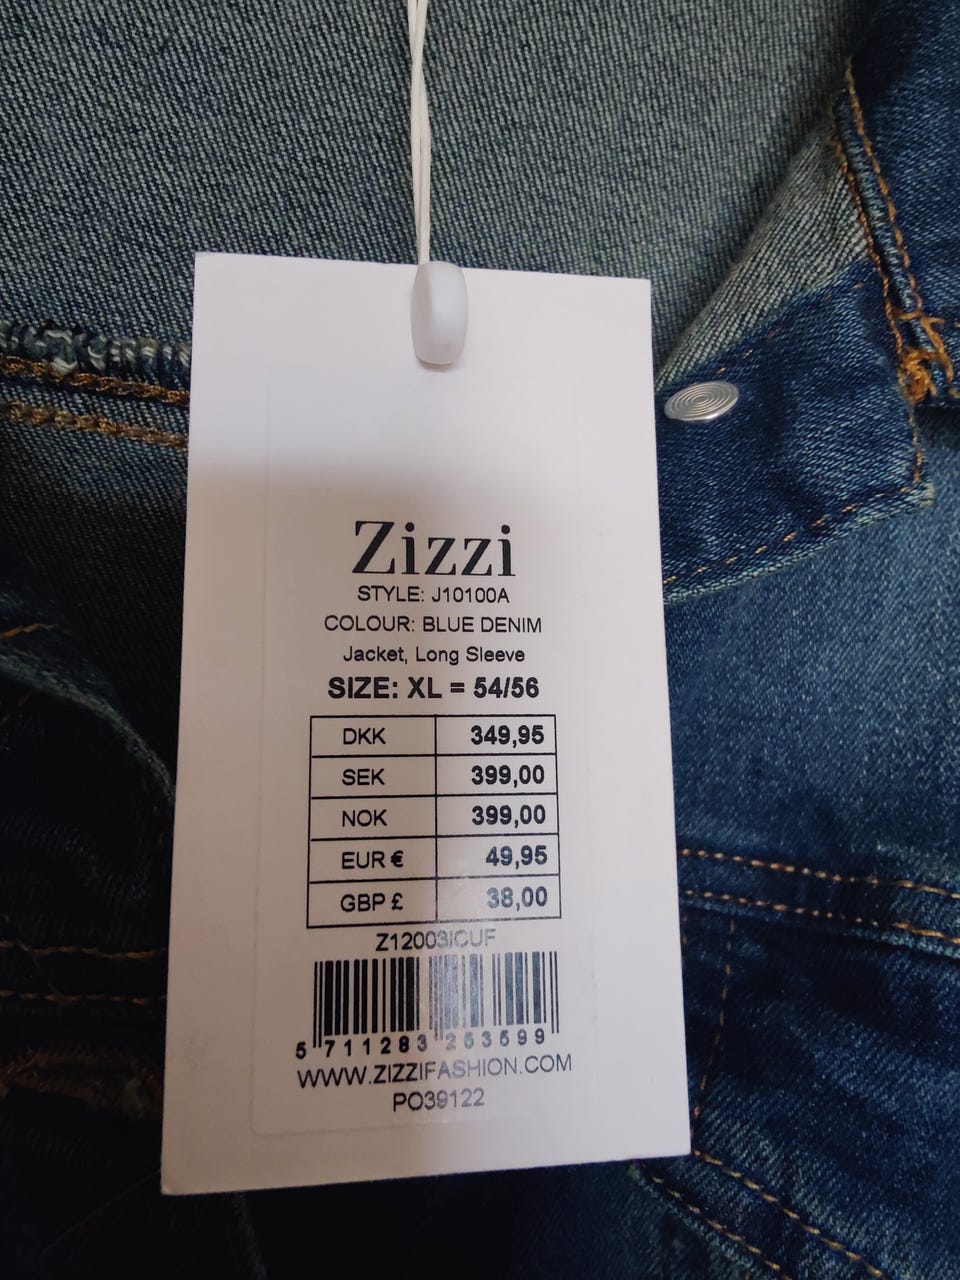 Zizzi
STYLE: J10100A
COLOUR: BLUE DENIM
Jacket, Long Sleeve
SIZE: XL = 54/56
DKK 349,95
SEK 399,00
NOK 399,00
EUR € 49,95
GBP £ 38,00
Z12003ICUF
5 711283 253599
WWW.ZIZZIFASHION.COM
PO39122